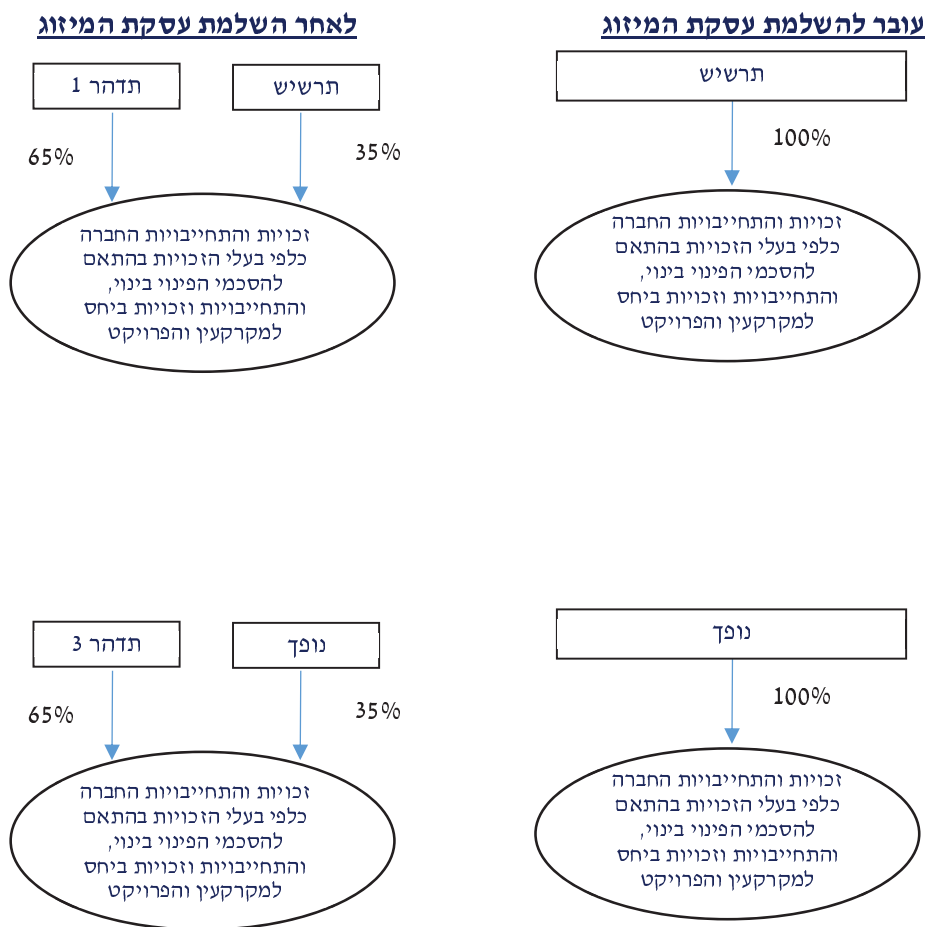 עובר להשלמת עסקת המיזוג
תרשיש
100%
זכויות והתחייבויות החברה
כלפי בעלי הזכויות בהתאם
להסכמי הפינוי בינוי,
והתחייבויות וזכויות ביחס
למקרקעין והפרויקט
לאחר השלמת עסקת המיזוג
תרשיש
תדהר 1
35%
65%
זכויות והתחייבויות החברה
כלפי בעלי הזכויות בהתאם
להסכמי הפינוי בינוי,
והתחייבויות וזכויות ביחס
למקרקעין והפרויקט
נופך
100%
זכויות והתחייבויות החברה
כלפי בעלי הזכויות בהתאם
להסכמי הפינוי בינוי,
והתחייבויות וזכויות ביחס
למקרקעין והפרויקט
נופך
תדהר 3
35%
65%
זכויות והתחייבויות החברה
כלפי בעלי הזכויות בהתאם
להסכמי הפינוי בינוי,
והתחייבויות וזכויות ביחס
למקרקעין והפרויקט